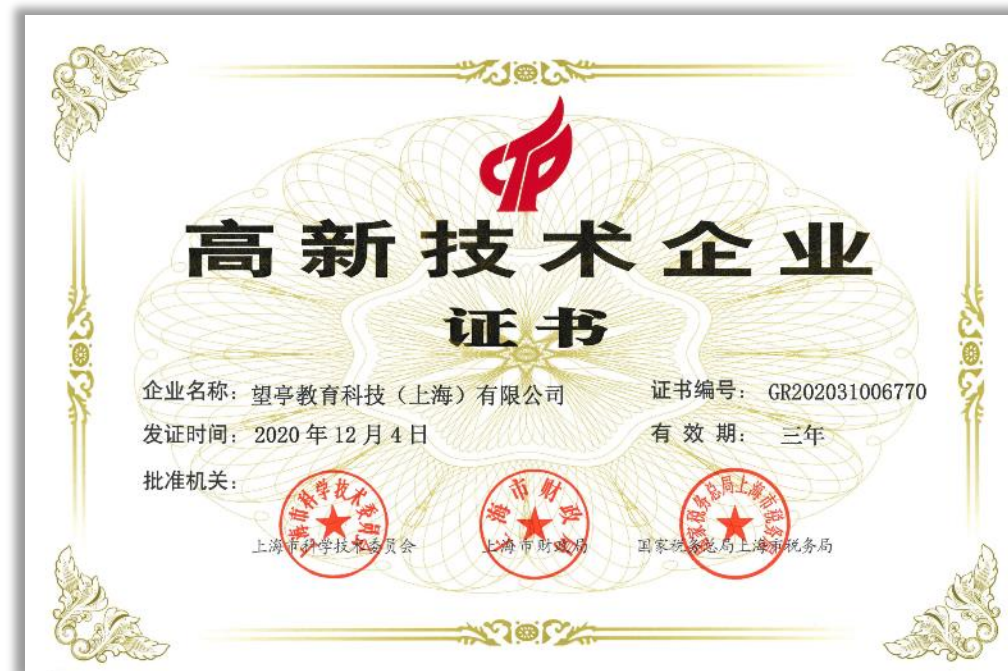 高新技术企业
证书
企业名称：望亭教育科技（上海）有限公司 证书编号：GR202031006770
发证时间：2020年12月4日 有效期：三年
批准机关：
上海市科学技术委员会 上海市财政局 国家税务总局上海市税务局